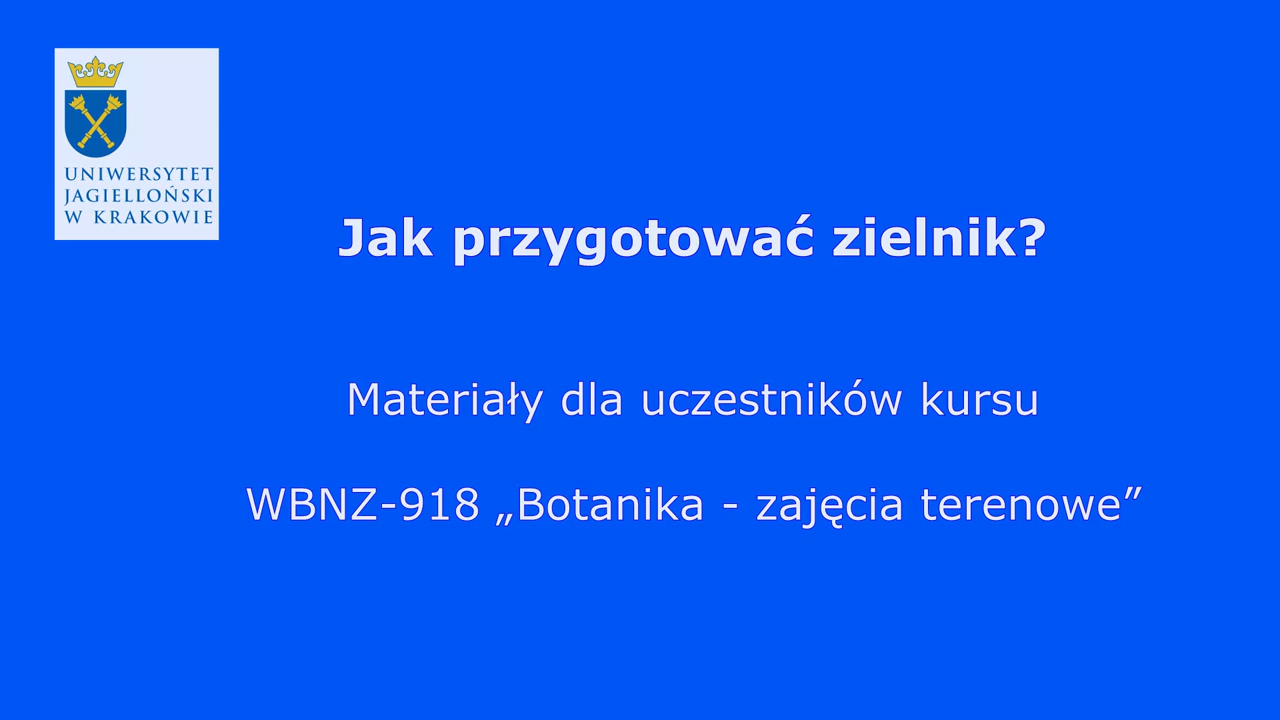 UNIWERSYTET
JAGIELLOŃSKI
W KRAKOWIE
Jak przygotować zielnik?
Materiały dla uczestników kursu
WBNZ-918 „Botanika - zajęcia terenowe”